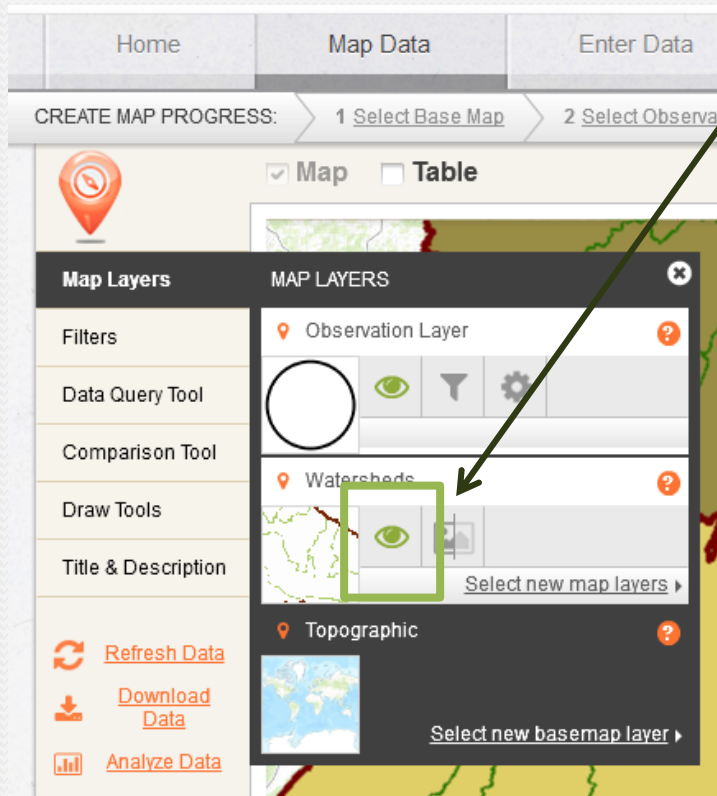 Home Map Data Enter Data
CREATE MAP PROGRESS: 1 Select Base Map 2 Select Observa
Map Table
Map Layers
Filters
Data Query Tool
Comparison Tool
Draw Tools
Title & Description
Refresh Data
Download
Data
Analyze Data
MAP LAYERS
Observation Layer
?
Watersheds
?
Select new map layers
Topographic
?
Select new basemap layer